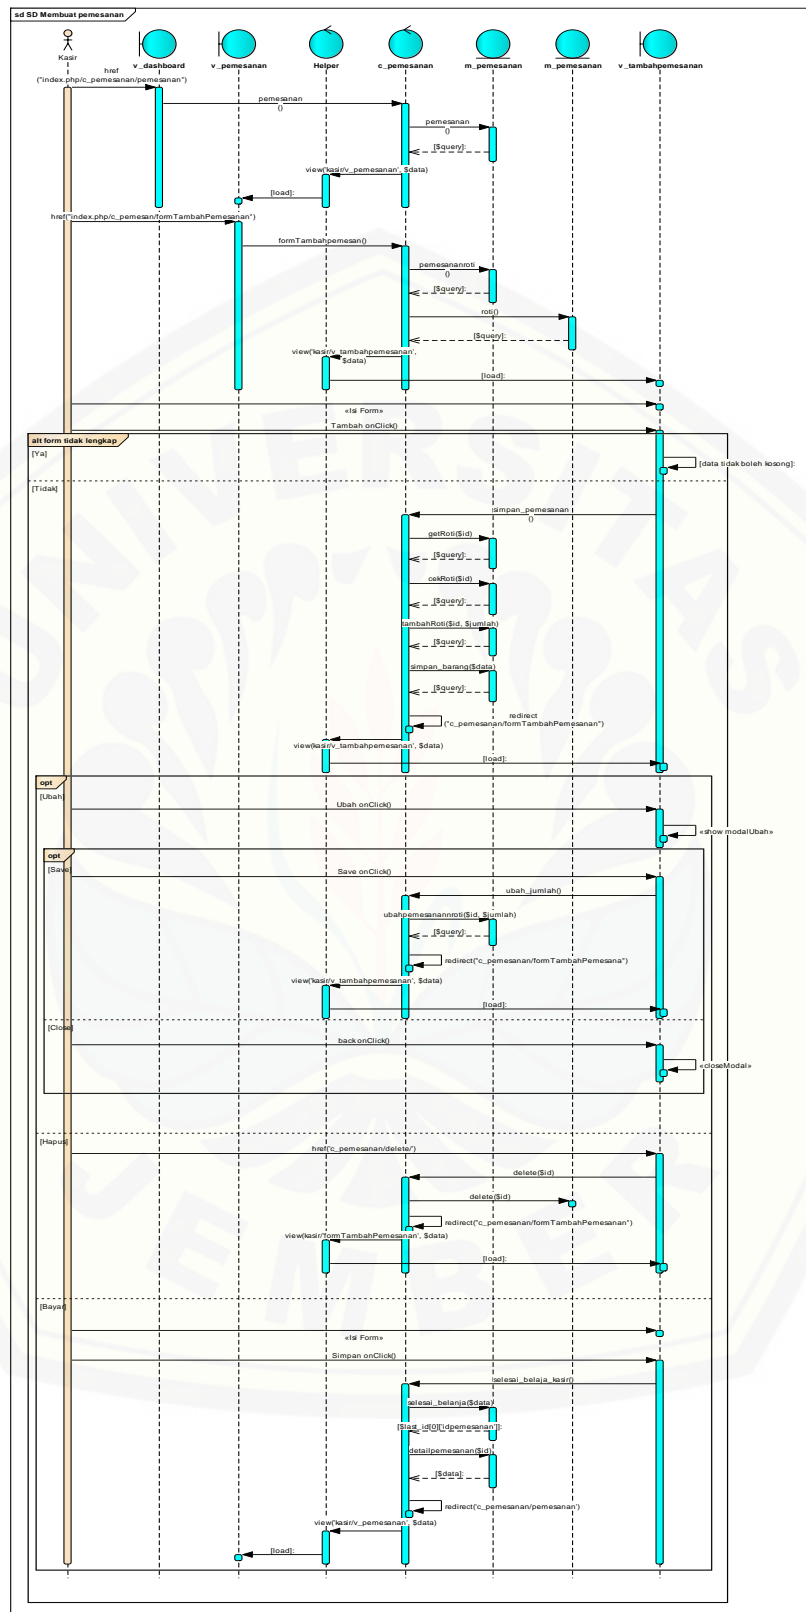 sd SD Membuat pemesanan
Kasir
v_dashboard
v_pemesanan
Helper
c_pemesanan
m_pemesanan
m_pemesanan
v_tambahpemesanan
href
("index.php/c_pemesanan/pemesanan")
pemesanan
()
pemesanan
()
[$query]:
view('kasir/v_pemesanan', $data)
[load]:
href("index.php/c_pemesan/formTambahPemesanan")
formTambahpemesan()
pemesananroti
()
[$query]:
roti()
[$query]:
view('kasir/v_tambahpemesanan',
$data)
[load]:
«Isi Form»
Tambah onClick()
alt form tidak lengkap
[Ya]
[data tidak boleh kosong]:
[Tidak]
simpan_pemesanan
()
getRoti($id)
[$query]:
cekRoti($id)
[$query]:
tambahRoti($id, $jumlah)
[$query]:
simpan_barang($data)
[$query]:
redirect
("c_pemesanan/formTambahPemesanan")
view(kasir/v_tambahpemesanan', $data)
[load]:
opt
[Ubah]
Ubah onClick()
«show modalUbah»
opt
[Save]
Save onClick()
ubah_jumlah()
ubahpemesanannroti($id, $jumlah)
[$query]:
redirect("c_pemesanan/formTambahPemesana")
view('kasir/v_tambahpemesanan', $data)
[load]:
[Close]
back onClick()
«closeModal»
[Hapus]
href('c_pemesanan/delete/')
delete($id)
delete($id)
redirect("c_pemesanan/formTambahPemesanan")
view(kasir/'formTambahPemesanan', $data)
[load]:
[Bayar]
«Isi Form»
Simpan onClick()
selesai_belaja_kasir()
selesai_belanja($data)
[$last_id[0]['idpemesanan']]:
detailpemesanan($id)
[$data]:
redirect('c_pemesanan/pemesanan')
view('kasir/v_pemesanan', $data)
[load]:
UNIVERSITAS
JEMBER